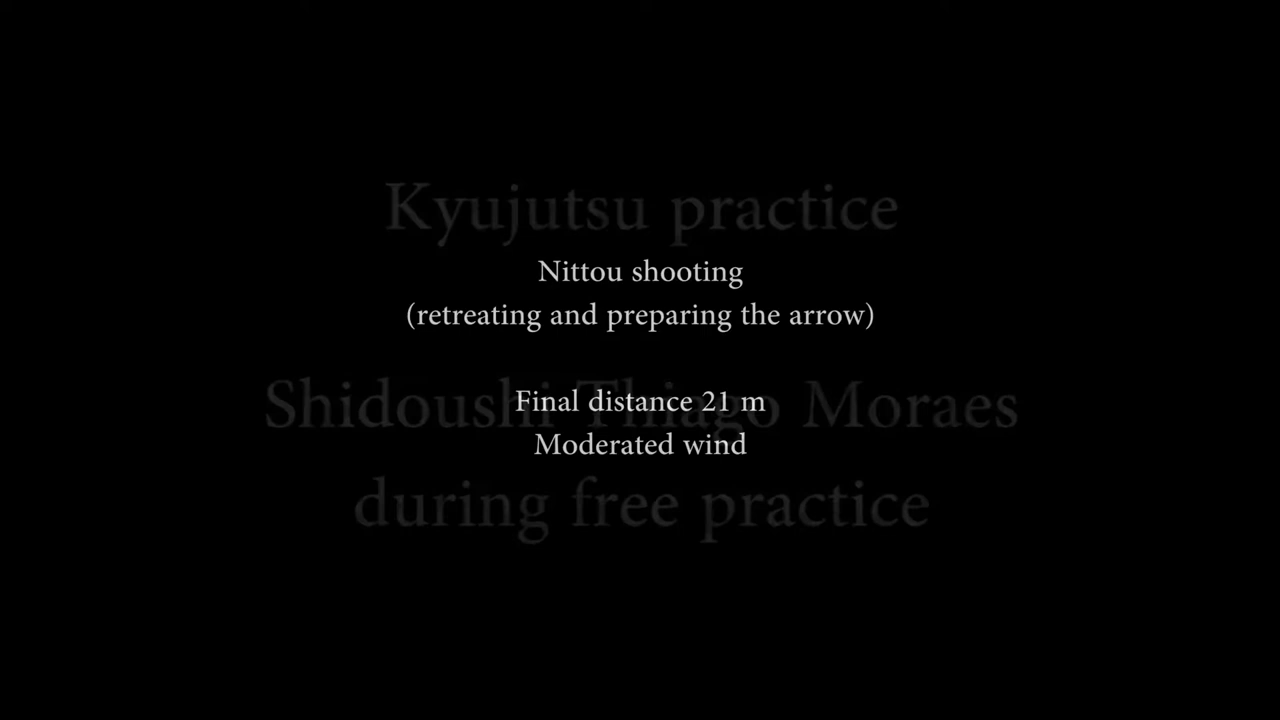 Kyujutsu practice
Nittou shooting
(retreating and preparing the arrow)
Shidoushi Thiago Moraes
Final distance 21 m
Moderated wind
during free practice